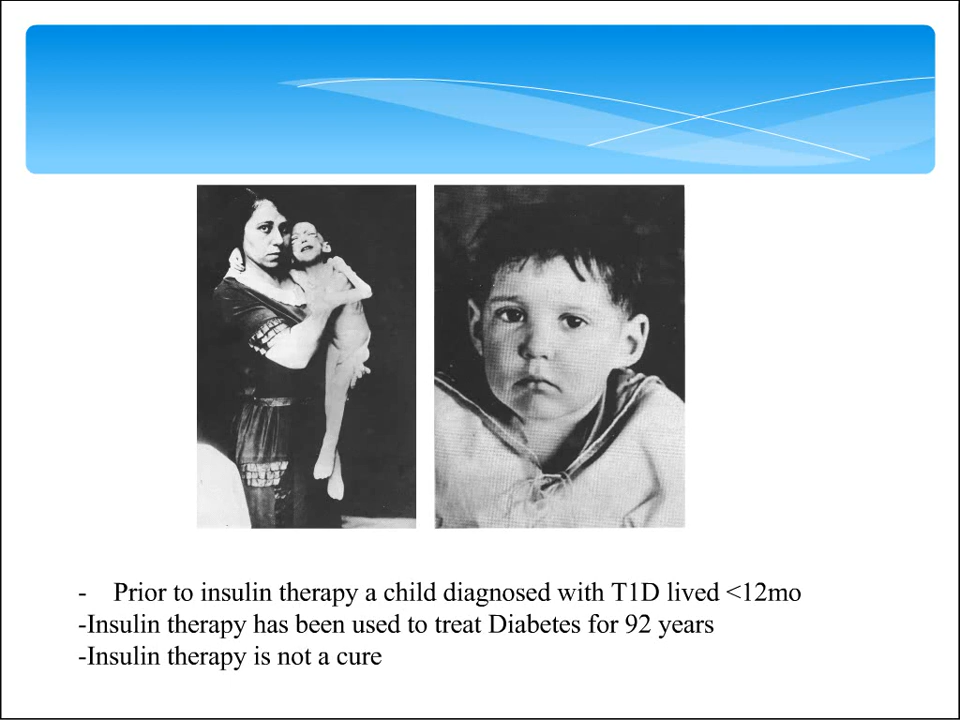 - Prior to insulin therapy a child diagnosed with T1D lived <12mo
-Insulin therapy has been used to treat Diabetes for 92 years
-Insulin therapy is not a cure